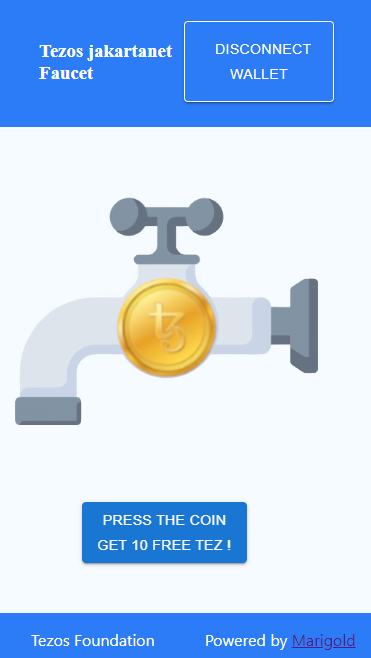 Tezos jakartanet
Faucet
DISCONNECT
WALLET
PRESS THE COIN
GET 10 FREE TEZ !
Tezos Foundation
Powered by Marigold